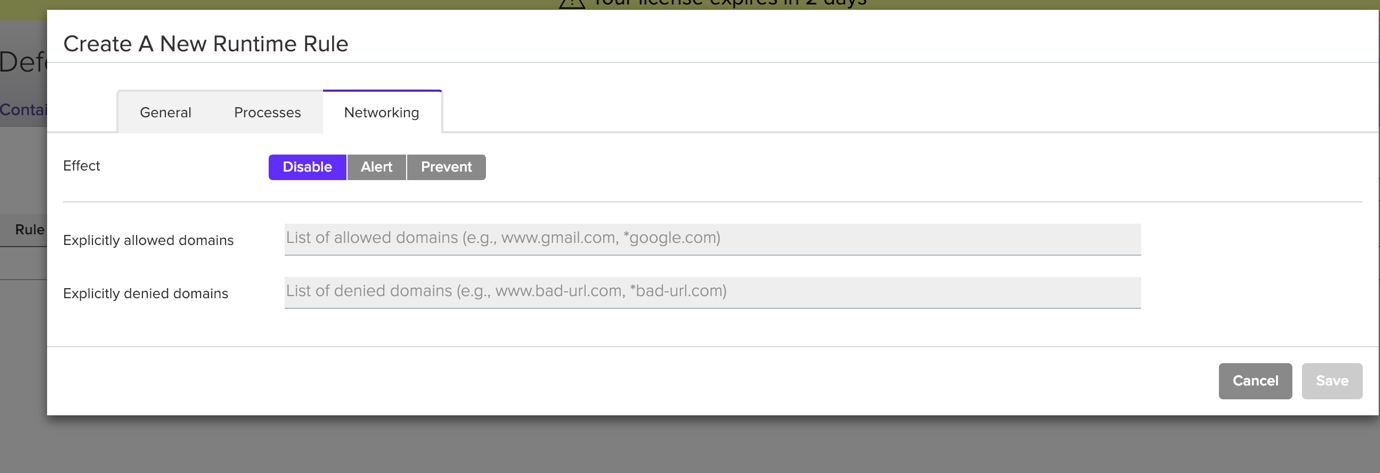 Your license expires in 2 days
Create A New Runtime Rule
Defe
Contai
General Processes Networking
Effect Disable Alert Prevent
Rule
Explicitly allowed domains List of allowed domains (e.g., www.gmail.com, *google.com)
Explicitly denied domains List of denied domains (e.g., www.bad-url.com, *bad-url.com)
Cancel Save